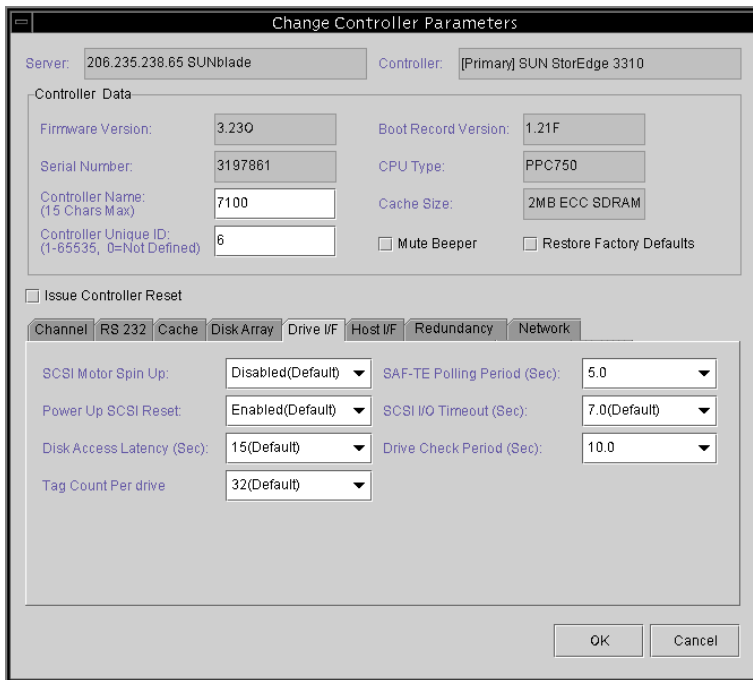 Change Controller Parameters
Server: 206.235.238.65 SUNblade Controller: [Primary] SUN StorEdge 3310
Controller Data
Firmware Version: 3.23O Boot Record Version: 1.21F
Serial Number: 3197861 CPU Type: PPC750
Controller Name: (15 Chars Max) 7100 Cache Size: 2MB ECC SDRAM
Controller Unique ID: (1-65535, 0=Not Defined) 6 Mute Beeper Restore Factory Defaults
Issue Controller Reset
Channel RS 232 Cache Disk Array Drive I/F Host I/F Redundancy Network
SCSI Motor Spin Up: Disabled(Default) SAF-TE Polling Period (Sec): 5.0
Power Up SCSI Reset: Enabled(Default) SCSI I/O Timeout (Sec): 7.0(Default)
Disk Access Latency (Sec): 15(Default) Drive Check Period (Sec): 10.0
Tag Count Per drive 32(Default)
OK Cancel